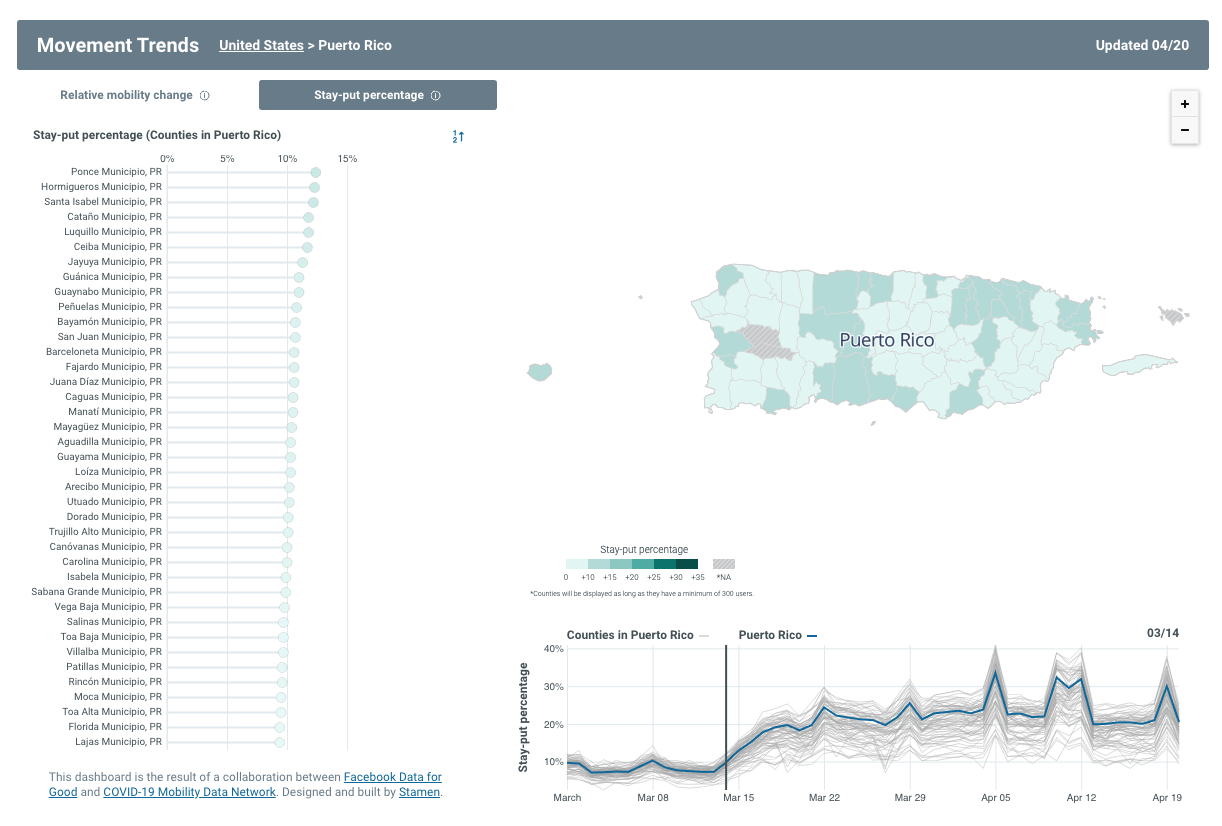 Movement Trends United States > Puerto Rico Updated 04/20
Relative mobility change ⓘ Stay-put percentage ⓘ
+
−
Stay-put percentage (Counties in Puerto Rico)
1
2↑
0% 5% 10% 15%
Ponce Municipio, PR
Hormigueros Municipio, PR
Santa Isabel Municipio, PR
Cataño Municipio, PR
Luquillo Municipio, PR
Ceiba Municipio, PR
Jayuya Municipio, PR
Guánica Municipio, PR
Guaynabo Municipio, PR
Peñuelas Municipio, PR
Bayamón Municipio, PR
San Juan Municipio, PR
Barceloneta Municipio, PR
Fajardo Municipio, PR
Juana Díaz Municipio, PR
Caguas Municipio, PR
Manatí Municipio, PR
Mayagüez Municipio, PR
Aguadilla Municipio, PR
Guayama Municipio, PR
Loíza Municipio, PR
Arecibo Municipio, PR
Utuado Municipio, PR
Dorado Municipio, PR
Trujillo Alto Municipio, PR
Canóvanas Municipio, PR
Carolina Municipio, PR
Isabela Municipio, PR
Sabana Grande Municipio, PR
Vega Baja Municipio, PR
Salinas Municipio, PR
Toa Baja Municipio, PR
Villalba Municipio, PR
Patillas Municipio, PR
Rincón Municipio, PR
Moca Municipio, PR
Toa Alta Municipio, PR
Florida Municipio, PR
Lajas Municipio, PR
This dashboard is the result of a collaboration between Facebook Data for
Good and COVID-19 Mobility Data Network. Designed and built by Stamen.
Puerto Rico
Stay-put percentage
0 +10 +15 +20 +25 +30 +35 *NA
*Counties will be displayed as long as they have a minimum of 300 users.
Counties in Puerto Rico Puerto Rico 03/14
Stay-put percentage
40%
30%
20%
10%
March Mar 08 Mar 15 Mar 22 Mar 29 Apr 05 Apr 12 Apr 19